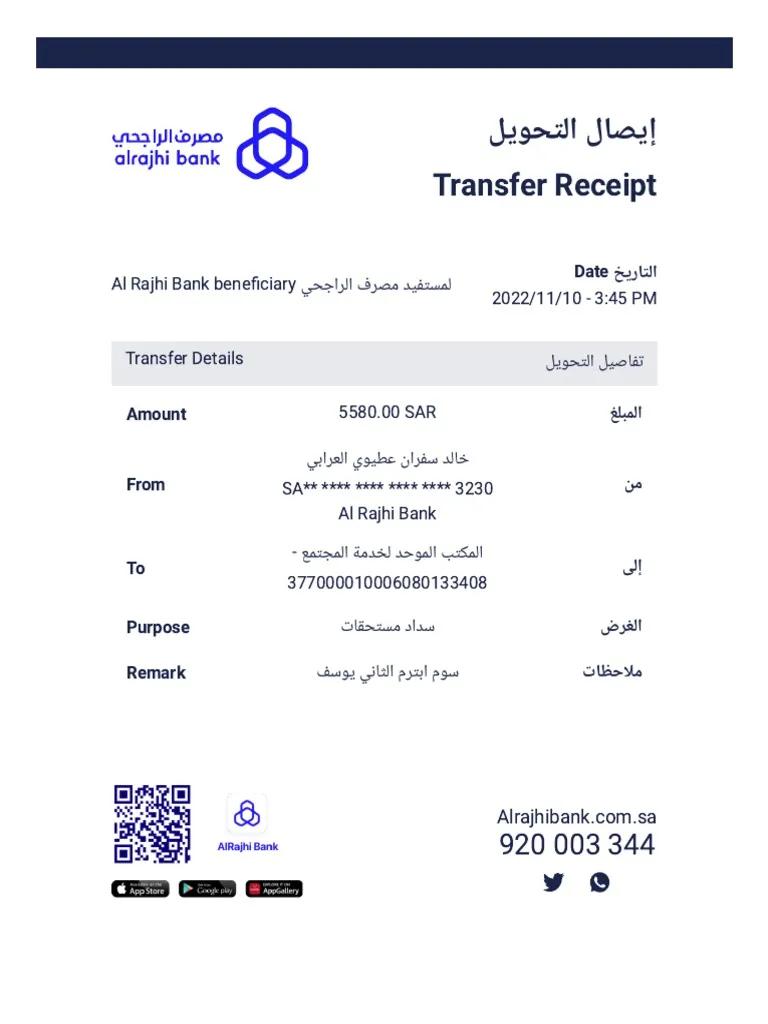 مصرف الراجحي
alrajhi bank
إيصال التحويل
Transfer Receipt
Al Rajhi Bank beneficiary لمستفيد مصرف الراجحي
Date التاريخ
2022/11/10 - 3:45 PM
Transfer Details تفاصيل التحويل
Amount 5580.00 SAR المبلغ
خالد سفران عطيوي العرابي
From SA** **** **** **** **** 3230 من
Al Rajhi Bank
المكتب الموحد لخدمة المجتمع -
To إلى
377000010006080133408
Purpose سداد مستحقات الغرض
Remark سوم ابترم الثاني يوسف ملاحظات
AlRajhi Bank
Alrajhibank.com.sa
920 003 344
App Store
Google play
EXPLORE IT ON
AppGallery